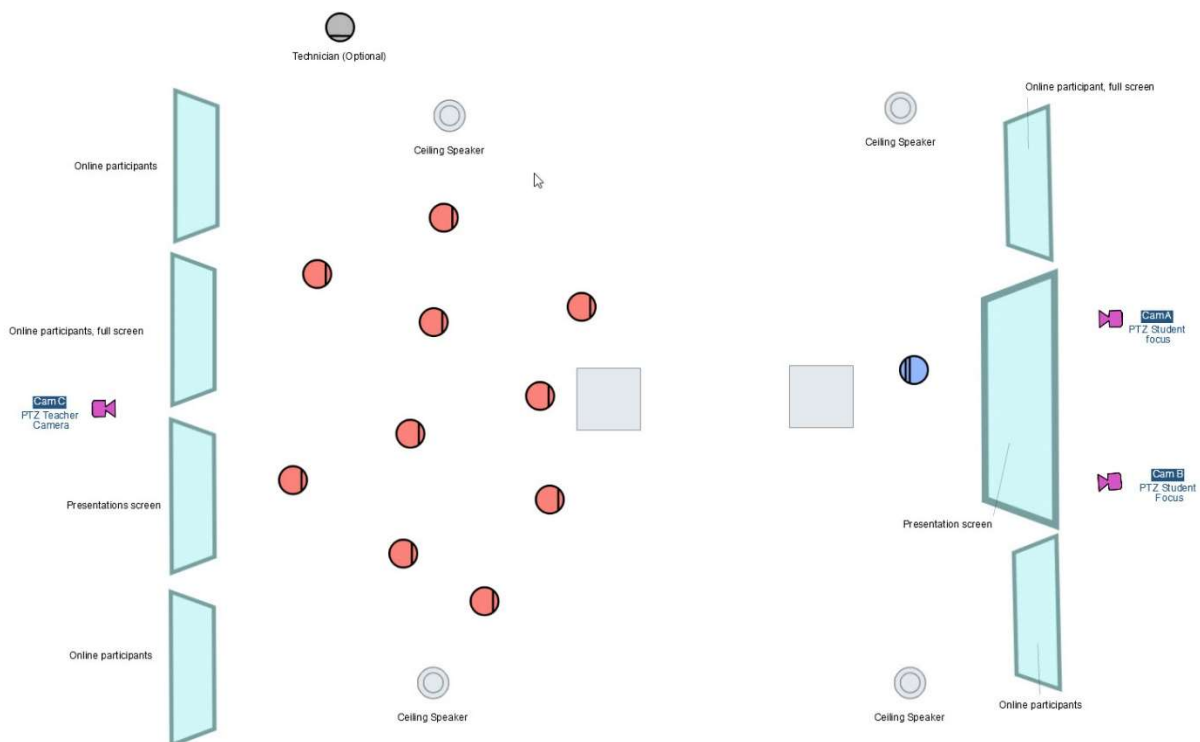 Technician (Optional)
Online participant, full screen
Ceiling Speaker
Ceiling Speaker
Online participants
Online participants, full screen
Cam A
PTZ Student
focus
Cam C
PTZ Teacher
Camera
Cam B
PTZ Student
Focus
Presentations screen
Presentation screen
Online participants
Online participants
Ceiling Speaker
Ceiling Speaker